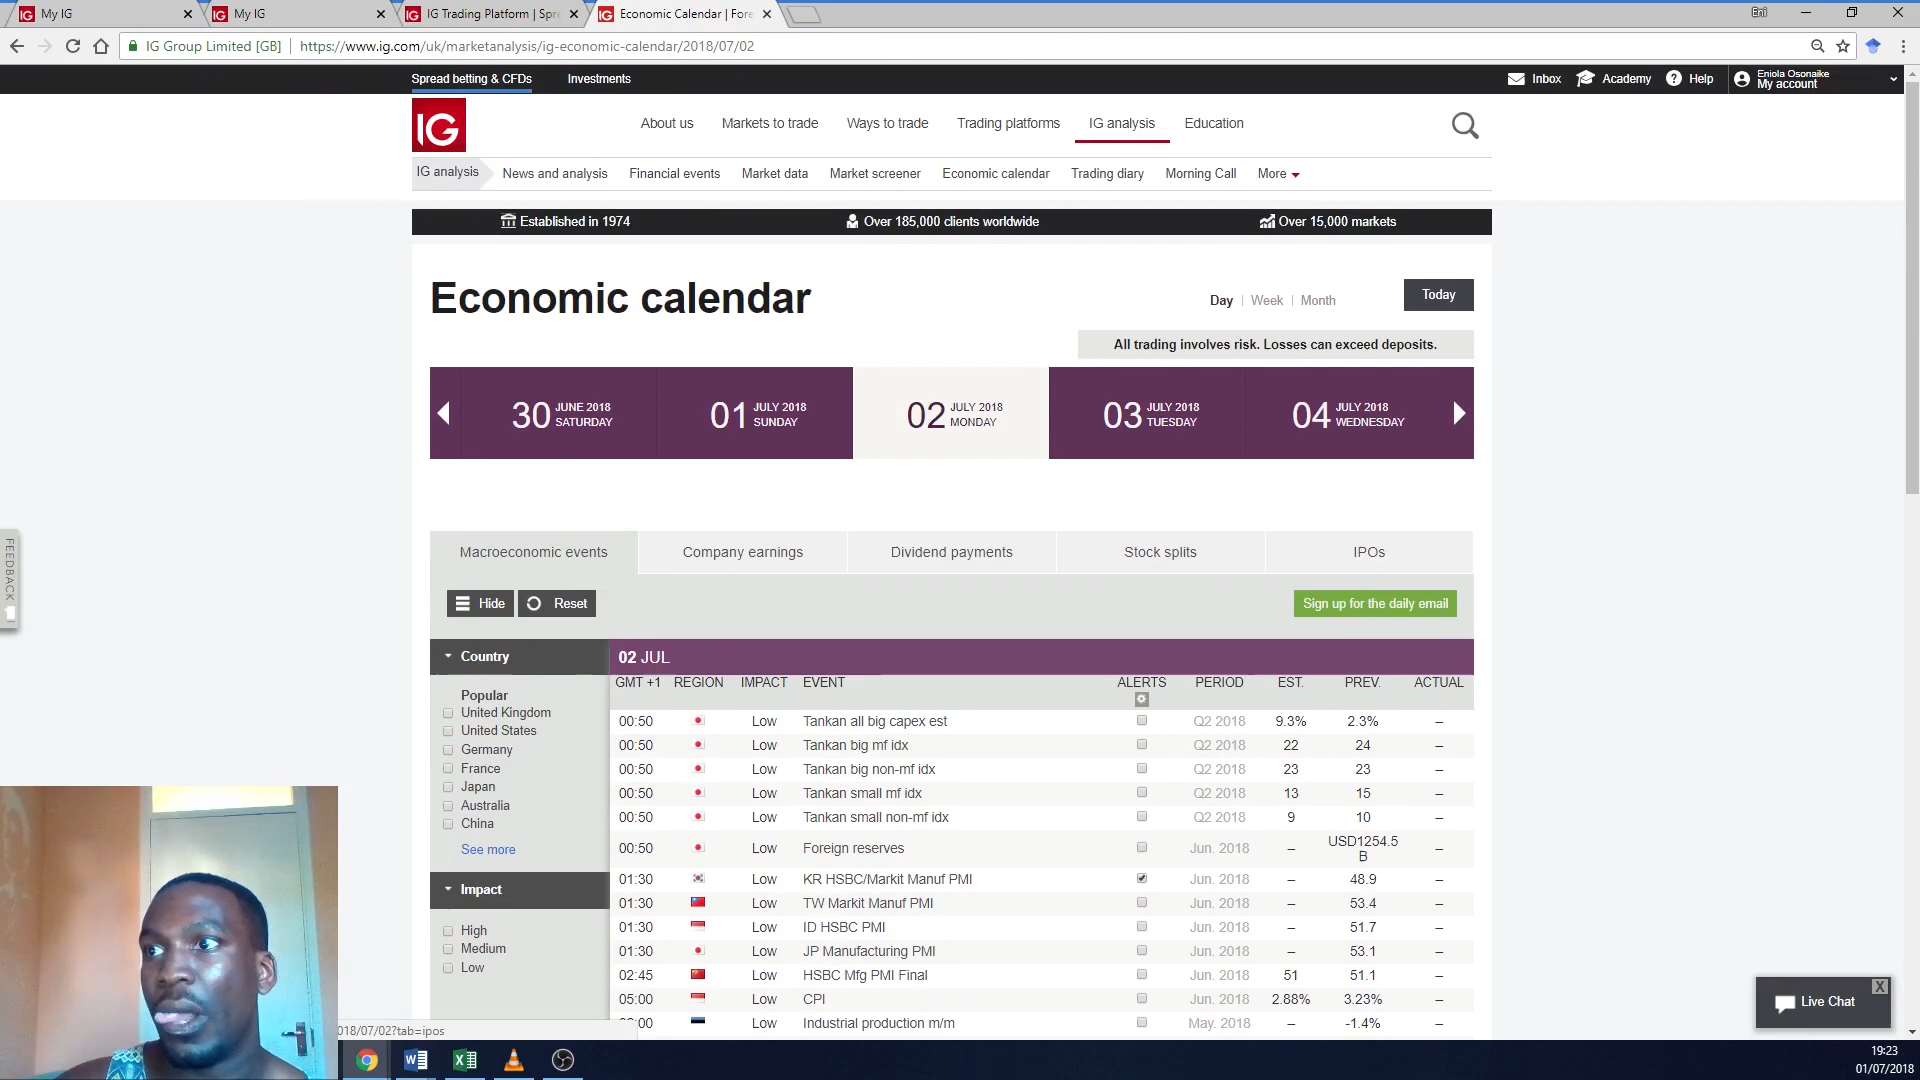 My IG
My IG
IG Trading Platform | Spre
Economic Calendar | Fore
Eni
IG Group Limited [GB]
https://www.ig.com/uk/marketanalysis/ig-economic-calendar/2018/07/02
Spread betting & CFDs
Investments
Inbox
Academy
Help
Eniola Osonaike
My account
IG
About us
Markets to trade
Ways to trade
Trading platforms
IG analysis
Education
IG analysis
News and analysis
Financial events
Market data
Market screener
Economic calendar
Trading diary
Morning Call
More
Established in 1974
Over 185,000 clients worldwide
Over 15,000 markets
Economic calendar
Day | Week | Month
Today
All trading involves risk. Losses can exceed deposits.
30 JUNE 2018 SATURDAY
01 JULY 2018 SUNDAY
02 JULY 2018 MONDAY
03 JULY 2018 TUESDAY
04 JULY 2018 WEDNESDAY
FEEDBACK
Macroeconomic events
Company earnings
Dividend payments
Stock splits
IPOs
Hide
Reset
Sign up for the daily email
Country
Popular
United Kingdom
United States
Germany
France
Japan
Australia
China
See more
Impact
High
Medium
Low
02 JUL
GMT +1 REGION IMPACT EVENT ALERTS PERIOD EST. PREV. ACTUAL
00:50 Low Tankan all big capex est Q2 2018 9.3% 2.3% –
00:50 Low Tankan big mf idx Q2 2018 22 24 –
00:50 Low Tankan big non-mf idx Q2 2018 23 23 –
00:50 Low Tankan small mf idx Q2 2018 13 15 –
00:50 Low Tankan small non-mf idx Q2 2018 9 10 –
00:50 Low Foreign reserves Jun. 2018 – USD1254.5
B –
01:30 Low KR HSBC/Markit Manuf PMI Jun. 2018 – 48.9 –
01:30 Low TW Markit Manuf PMI Jun. 2018 – 53.4 –
01:30 Low ID HSBC PMI Jun. 2018 – 51.7 –
01:30 Low JP Manufacturing PMI Jun. 2018 – 53.1 –
02:45 Low HSBC Mfg PMI Final Jun. 2018 51 51.1 –
05:00 Low CPI Jun. 2018 2.88% 3.23% –
:00 Low Industrial production m/m May. 2018 – -1.4% –
018/07/02?tab=ipos
Live Chat
X
19:23
01/07/2018